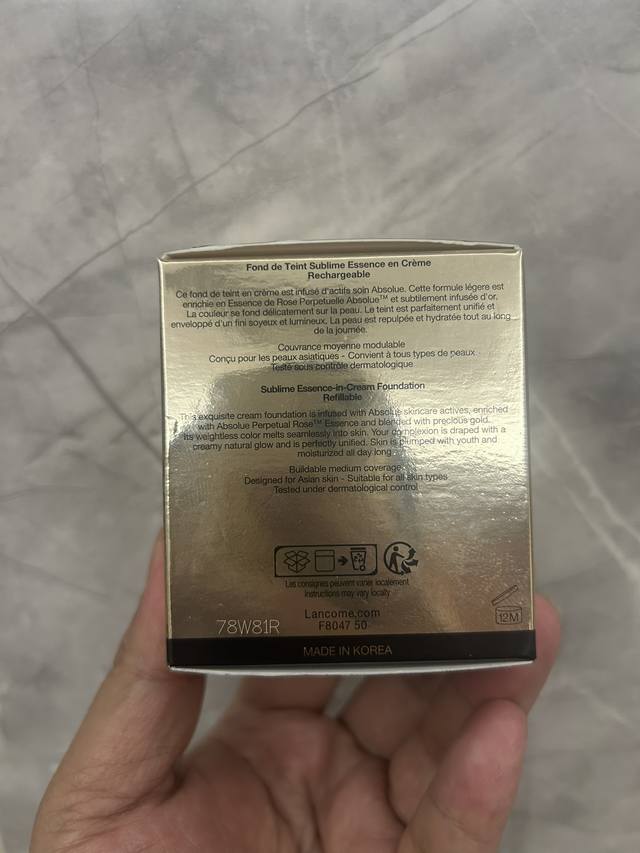 Fond de Teint Sublime Essence en Crème
Rechargeable
Ce fond de teint en crème est infusé d'actifs soin Absolue. Cette formule légere est
enrichie en Essence de Rose Perpetuelle Absolue™ et subtilement infusée d'or.
La couleur se fond délicatement sur la peau. Le teint est parfaitement unifié et
enveloppé d'un fini soyeux et lumineux. La peau est repulpée et hydratée tout au long
de la journée.
Couvrance moyenne modulable
Conçu pour les peaux asiatiques - Convient à tous types de peaux -
Testé sous contrôle dermatologique
Sublime Essence-in-Cream Foundation
Refillable
This exquisite cream foundation is infused with Absolue skincare actives, enriched
with Absolue Perpetual Rose™ Essence and blended with precious gold.
Its weightless color melts seamlessly into skin. Your complexion is draped with a
creamy natural glow and is perfectly unified. Skin is plumped with youth and
moisturized all day long.
Buildable medium coverage
Designed for Asian skin - Suitable for all skin types
Tested under dermatological control
Les consignes peuvent varier localement
Instructions may vary locally
Lancome.com
78W81R
F8047 50
12M
MADE IN KOREA